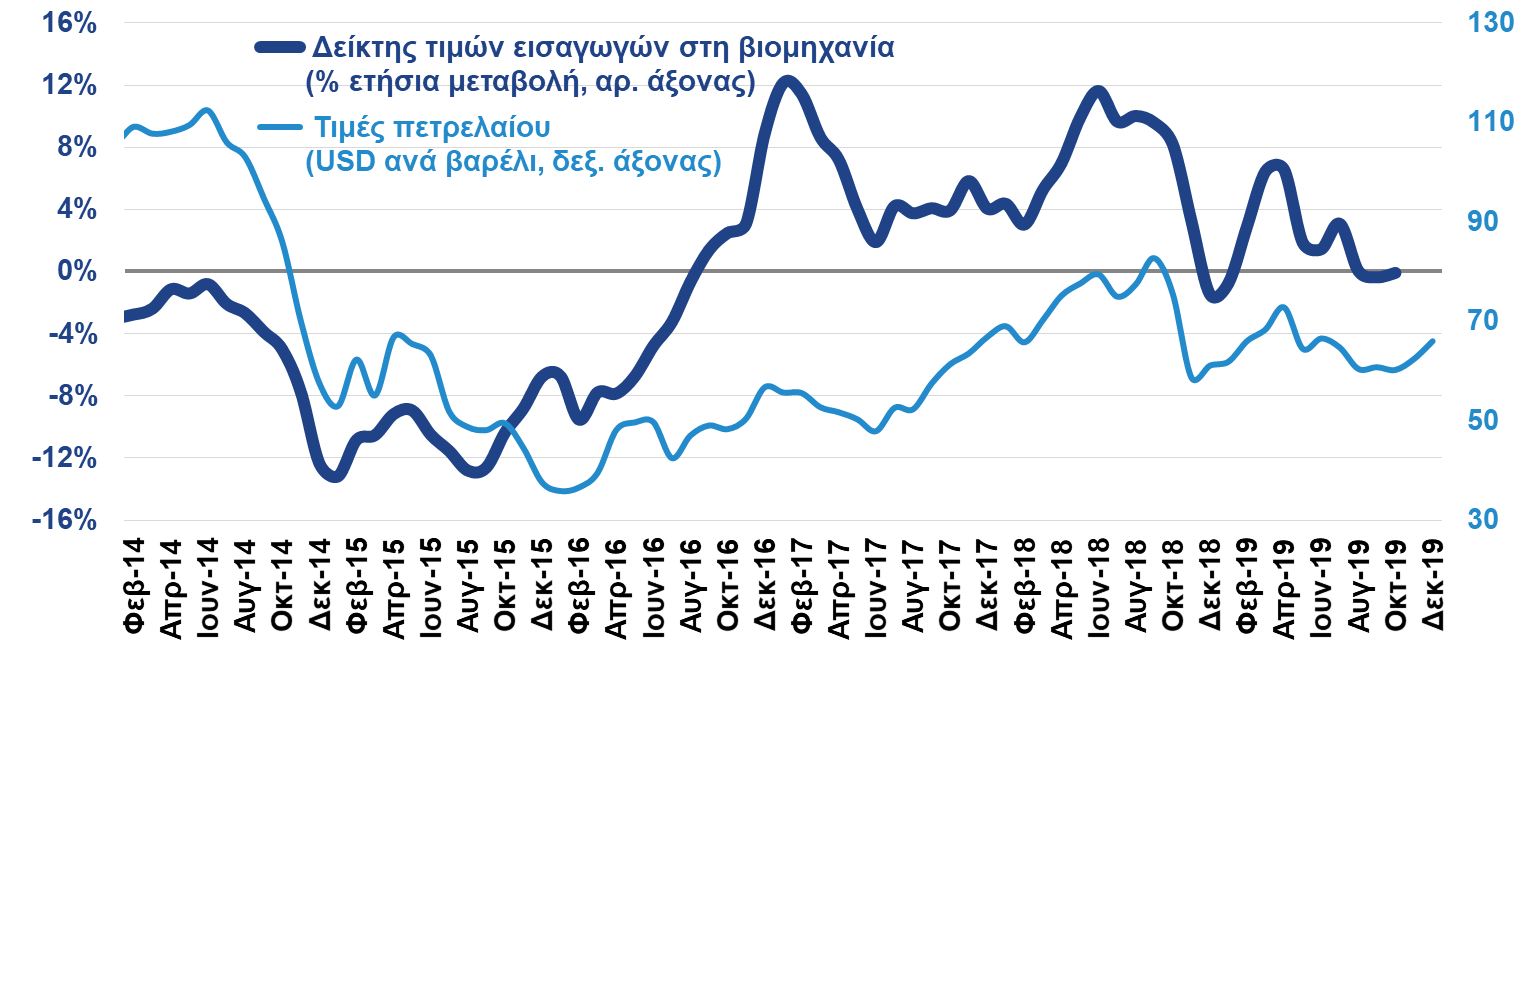 16%
12%
8%
4%
0%
-4%
-8%
-12%
-16%
Δείκτης τιμών εισαγωγών στη βιομηχανία
(% ετήσια μεταβολή, αρ. άξονας)
Τιμές πετρελαίου
(USD ανά βαρέλι, δεξ. άξονας)
130
110
90
70
50
30
Φεβ-14
Απρ-14
Ιουν-14
Αυγ-14
Οκτ-14
Δεκ-14
Φεβ-15
Απρ-15
Ιουν-15
Αυγ-15
Οκτ-15
Δεκ-15
Φεβ-16
Απρ-16
Ιουν-16
Αυγ-16
Οκτ-16
Δεκ-16
Φεβ-17
Απρ-17
Ιουν-17
Αυγ-17
Οκτ-17
Δεκ-17
Φεβ-18
Απρ-18
Ιουν-18
Αυγ-18
Οκτ-18
Δεκ-18
Φεβ-19
Απρ-19
Ιουν-19
Αυγ-19
Οκτ-19
Δεκ-19